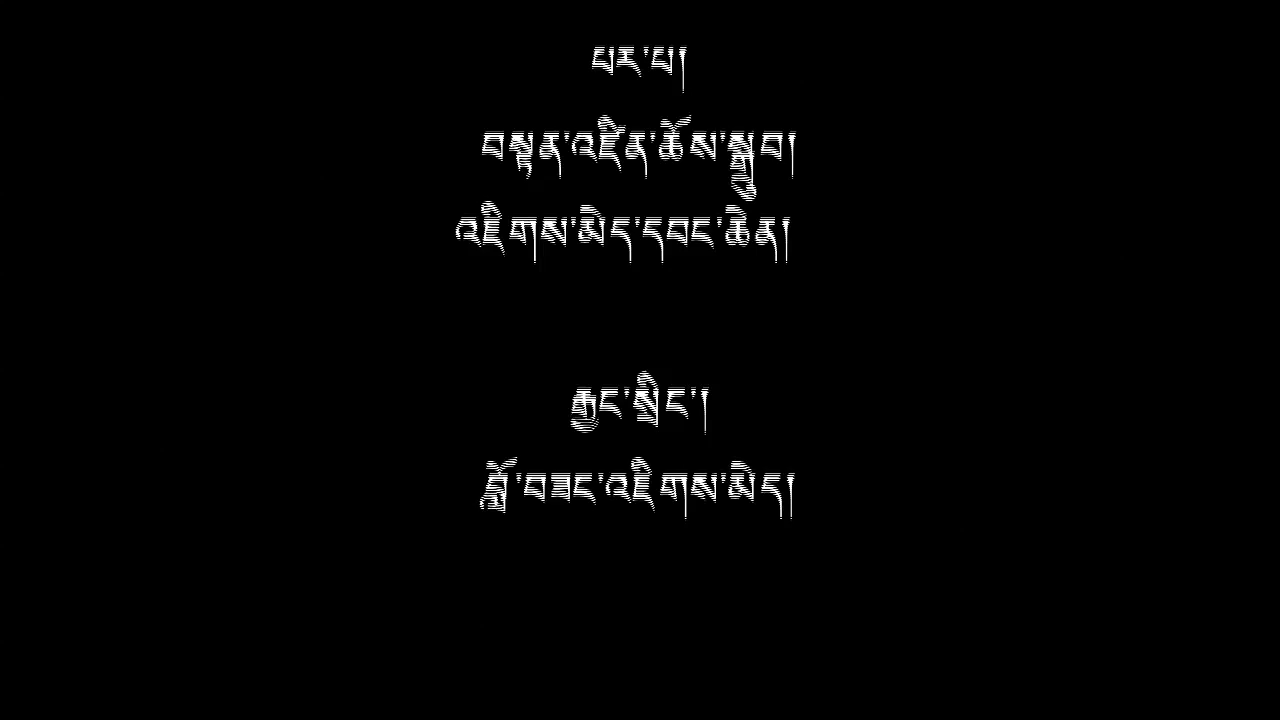 པར་པ།
བསྟན་འཛིན་ཆོས་སྒྲུབ།
འཇིགས་མེད་དབང་ཆེན།
རྒྱང་སྲིང་།
བློ་བཟང་འཇིགས་མེད།